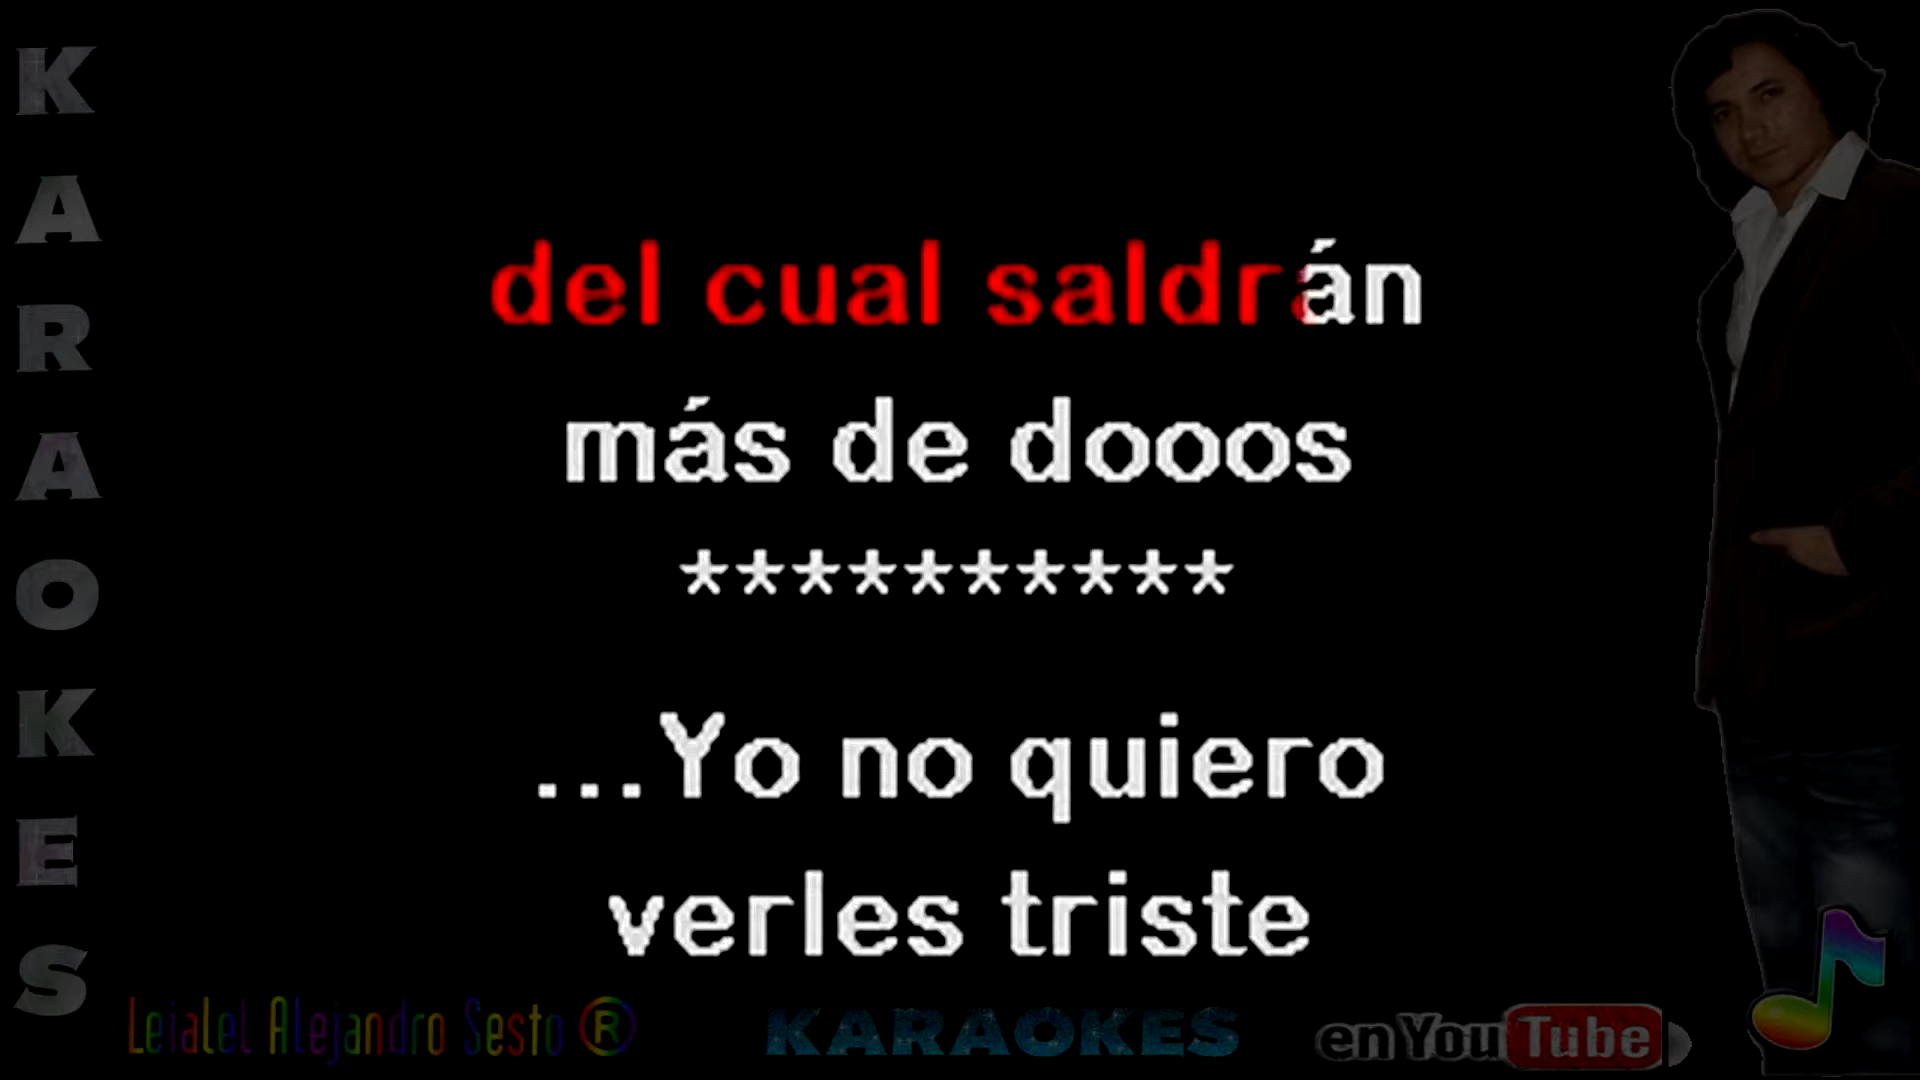 del cual saldrán
más de dooos
**********
...Yo no quiero
verles triste
KARAOKES
Leialel Alejandro Sesto ®
KARAOKES
en YouTube